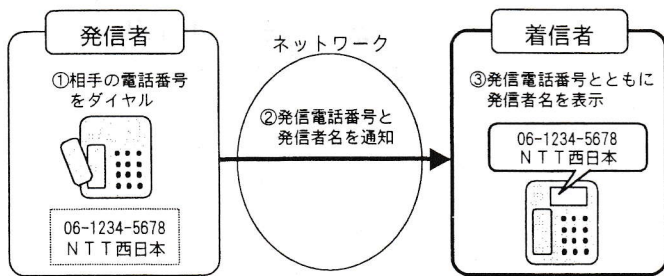 発信者
①相手の電話番号
をダイヤル
06-1234-5678
ＮＴＴ西日本
ネットワーク
②発信電話番号と
発信者名を通知
着信者
③発信電話番号とともに
発信者名を表示
06-1234-5678
ＮＴＴ西日本